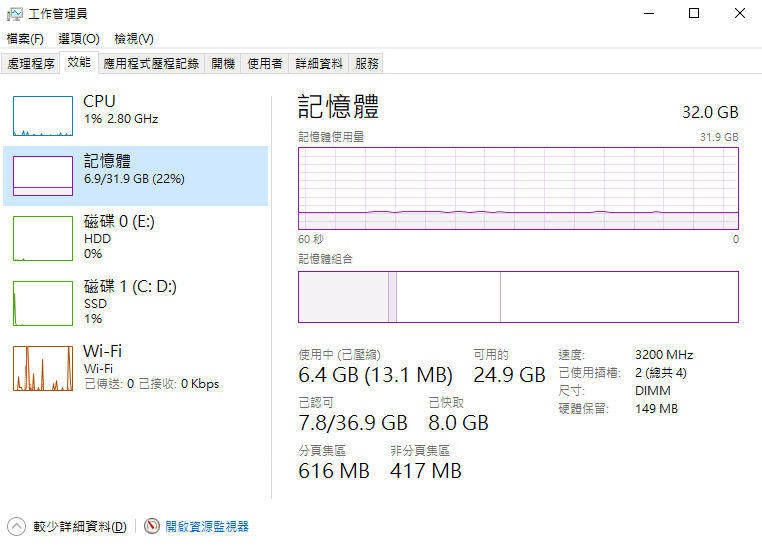 工作管理員
檔案(F) 選項(O) 檢視(V)
處理程序 效能 應用程式歷程記錄 開機 使用者 詳細資料 服務
CPU
1% 2.80 GHz
記憶體
6.9/31.9 GB (22%)
磁碟 0 (E:)
HDD
0%
磁碟 1 (C: D:)
SSD
1%
Wi-Fi
Wi-Fi
已傳送: 0 已接收: 0 Kbps
記憶體 32.0 GB
記憶體使用量 31.9 GB
60 秒 0
記憶體組合
使用中 (已壓縮) 可用的
6.4 GB (13.1 MB) 24.9 GB
已認可 已快取
7.8/36.9 GB 8.0 GB
分頁集區 非分頁集區
616 MB 417 MB
速度: 3200 MHz
已使用插槽: 2 (總共 4)
尺寸: DIMM
硬體保留: 149 MB
較少詳細資料(D) 開啟資源監視器